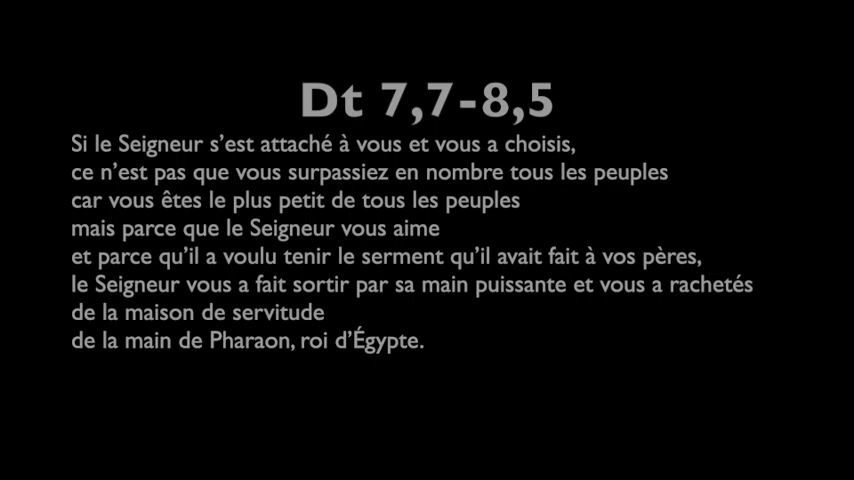 Dt 7,7-8,5
Si le Seigneur s’est attaché à vous et vous a choisis,
ce n’est pas que vous surpassiez en nombre tous les peuples
car vous êtes le plus petit de tous les peuples
mais parce que le Seigneur vous aime
et parce qu’il a voulu tenir le serment qu’il avait fait à vos pères,
le Seigneur vous a fait sortir par sa main puissante et vous a rachetés
de la maison de servitude
de la main de Pharaon, roi d’Égypte.